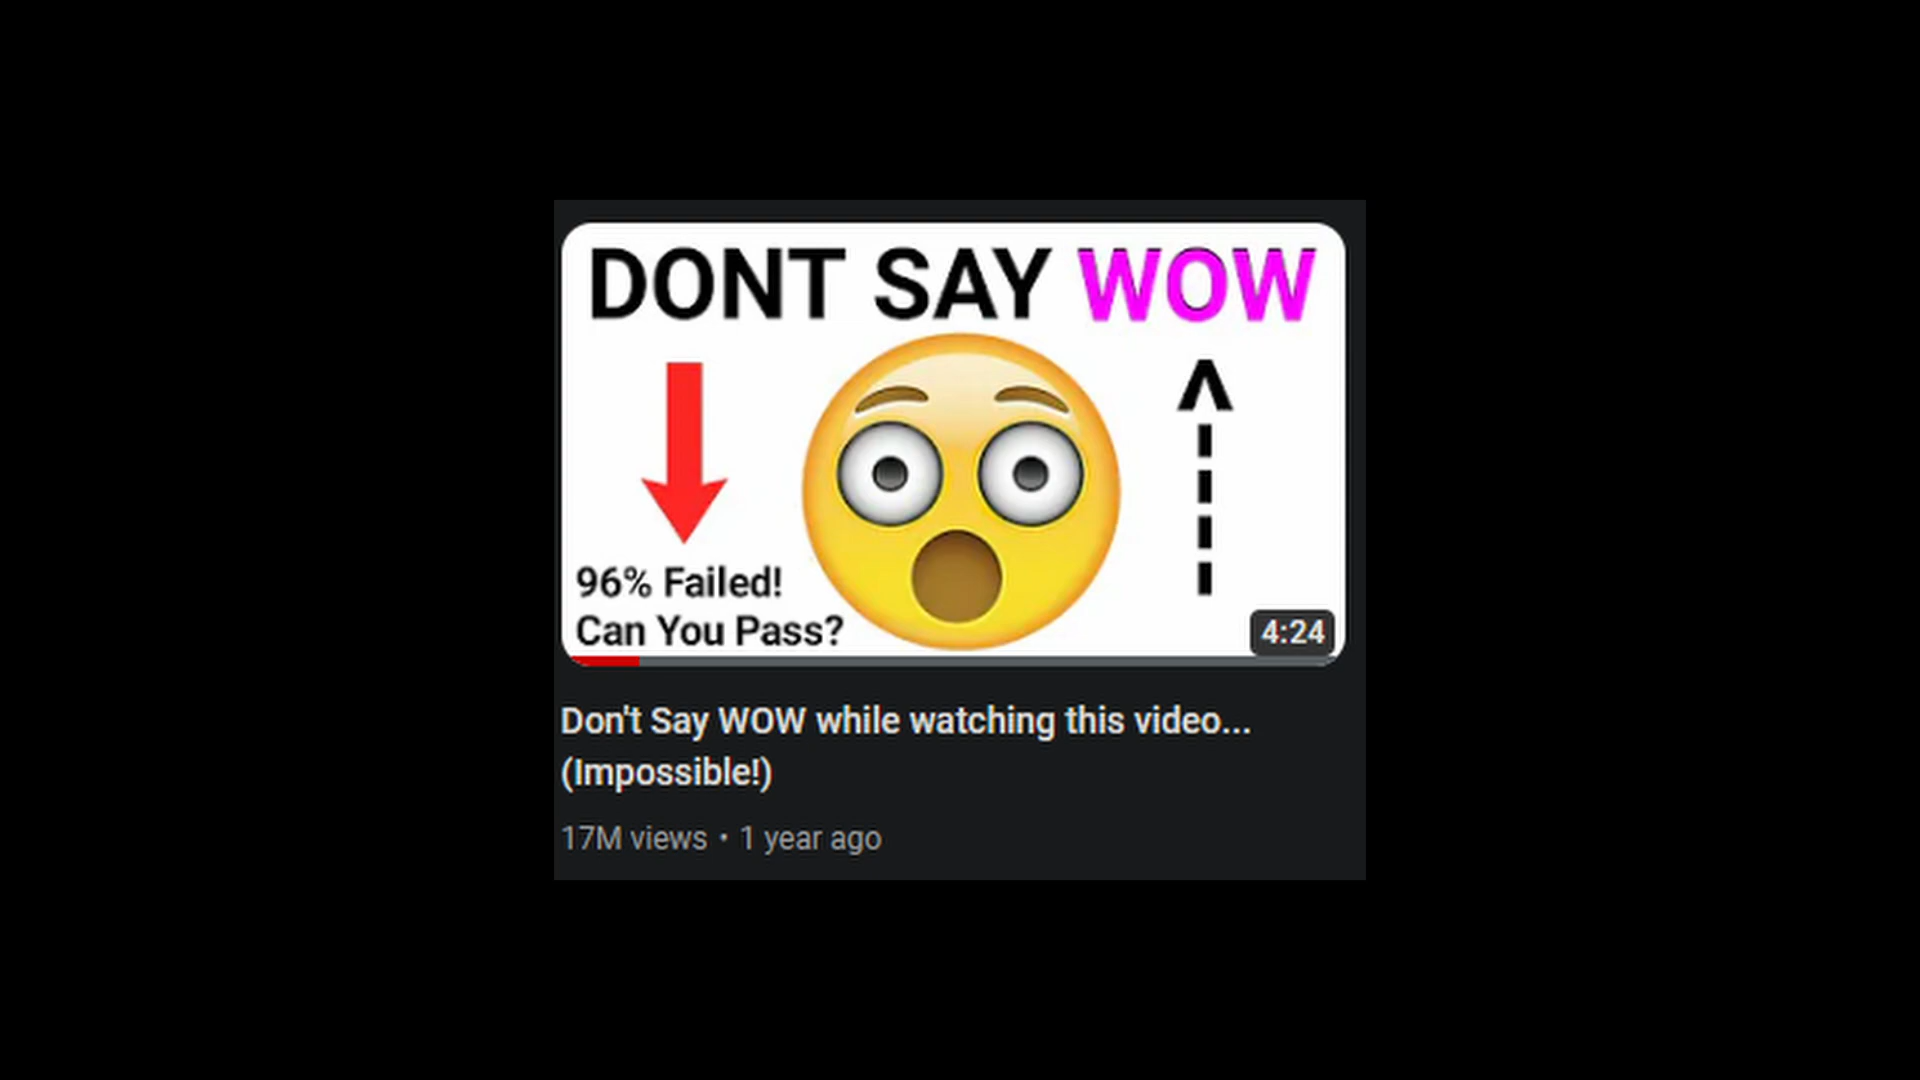 DONT SAY WOW
96% Failed!
Can You Pass?
4:24
Don't Say WOW while watching this video...
(Impossible!)
17M views • 1 year ago